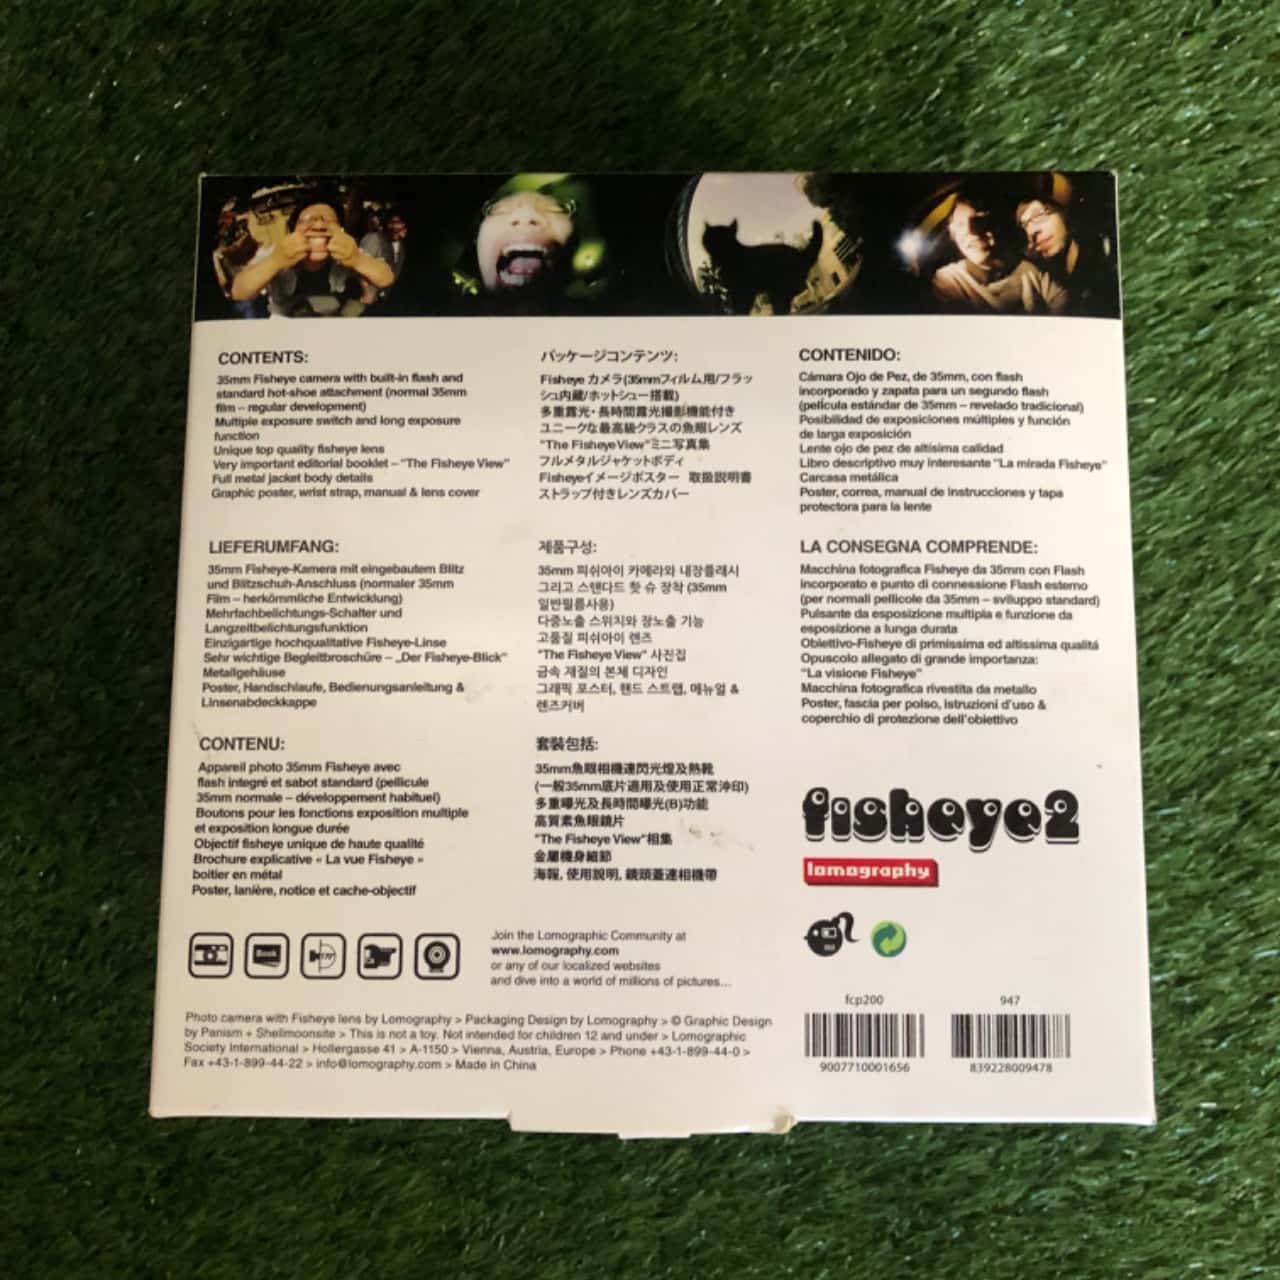 CONTENTS:
35mm Fisheye camera with built-in flash and
standard hot-shoe attachment (normal 35mm
film – regular development)
Multiple exposure switch and long exposure
function
Unique top quality fisheye lens
Very important editorial booklet – "The Fisheye View"
Full metal jacket body details
Graphic poster, wrist strap, manual & lens cover
パッケージコンテンツ:
Fisheye カメラ(35mmフィルム用/フラッ
シュ内蔵/ホットシュー搭載)
多重露光・長時間露光撮影機能付き
ユニークな最高級クラスの魚眼レンズ
"The Fisheye View"ミニ写真集
フルメタルジャケットボディ
Fisheyeイメージポスター 取扱説明書
ストラップ付きレンズカバー
CONTENIDO:
Cámara Ojo de Pez, de 35mm, con flash
incorporado y zapata para un segundo flash
(película estándar de 35mm – revelado tradicional)
Posibilidad de exposiciones múltiples y función
de larga exposición
Lente ojo de pez de altísima calidad
Libro descriptivo muy interesante "La mirada Fisheye"
Carcasa metálica
Poster, correa, manual de instrucciones y tapa
protectora para la lente
LIEFERUMFANG:
35mm Fisheye-Kamera mit eingebautem Blitz
und Blitzschuh-Anschluss (normaler 35mm
Film – herkömmliche Entwicklung)
Mehrfachbelichtungs-Schalter und
Langzeitbelichtungsfunktion
Einzigartige hochqualitative Fisheye-Linse
Sehr wichtige Begleitbroschüre – „Der Fisheye-Blick"
Metallgehäuse
Poster, Handschlaufe, Bedienungsanleitung &
Linsenabdeckkappe
제품구성:
35mm 피쉬아이 카메라와 내장플래시
그리고 스탠다드 핫 슈 장착 (35mm
일반필름사용)
다중노출 스위치와 장노출 기능
고품질 피쉬아이 렌즈
"The Fisheye View" 사진집
금속 재질의 본체 디자인
그래픽 포스터, 핸드 스트랩, 메뉴얼 &
렌즈커버
LA CONSEGNA COMPRENDE:
Macchina fotografica Fisheye da 35mm con Flash
incorporato e punto di connessione Flash esterno
(per normali pellicole da 35mm – sviluppo standard)
Pulsante da esposizione multipla e funzione da
esposizione a lunga durata
Obiettivo-Fisheye di primissima ed altissima qualitá
Opuscolo allegato di grande importanza:
"La visione Fisheye"
Macchina fotografica rivestita da metallo
Poster, fascia per polso, istruzioni d'uso &
coperchio di protezione dell'obiettivo
CONTENU:
Appareil photo 35mm Fisheye avec
flash integré et sabot standard (pellicule
35mm normale – développement habituel)
Boutons pour les fonctions exposition multiple
et exposition longue durée
Objectif fisheye unique de haute qualité
Brochure explicative « La vue Fisheye »
boitier en métal
Poster, lanière, notice et cache-objectif
套裝包括:
35mm魚眼相機連閃光燈及熱靴
(一般35mm底片適用及使用正常沖印)
多重曝光及長時間曝光(B)功能
高質素魚眼鏡片
"The Fisheye View"相集
金屬機身細節
海報, 使用說明, 鏡頭蓋連相機帶
fisheye2
lomography
Book
170°
Join the Lomographic Community at
www.lomography.com
or any of our localized websites
and dive into a world of millions of pictures...
Photo camera with Fisheye lens by Lomography > Packaging Design by Lomography > © Graphic Design
by Panism + Shellmoonsite > This is not a toy. Not intended for children 12 and under > Lomographic
Society International > Hollergasse 41 > A-1150 > Vienna, Austria, Europe > Phone +43-1-899-44-0 >
Fax +43-1-899-44-22 > info@lomography.com > Made in China
fcp200
9007710001656
947
839228009478